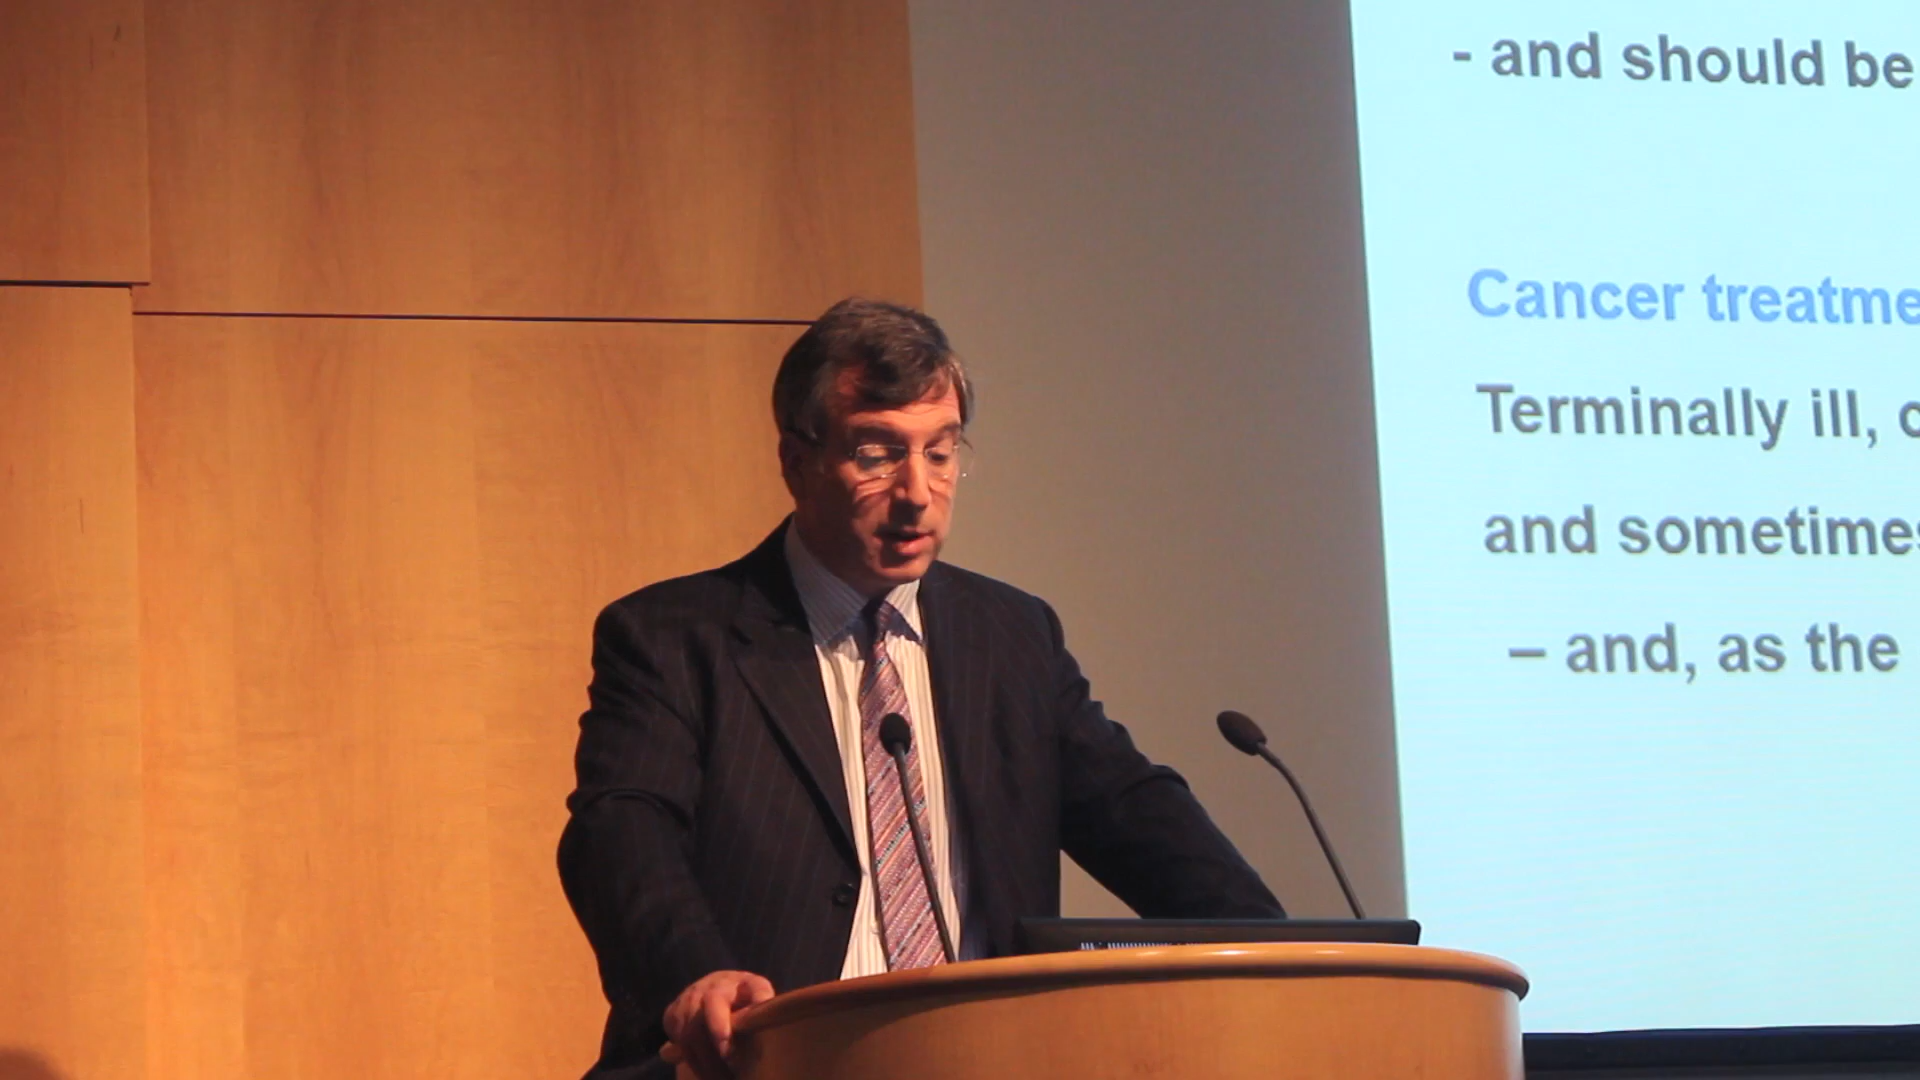 - and should be
Cancer treatme
Terminally ill, c
and sometimes
– and, as the